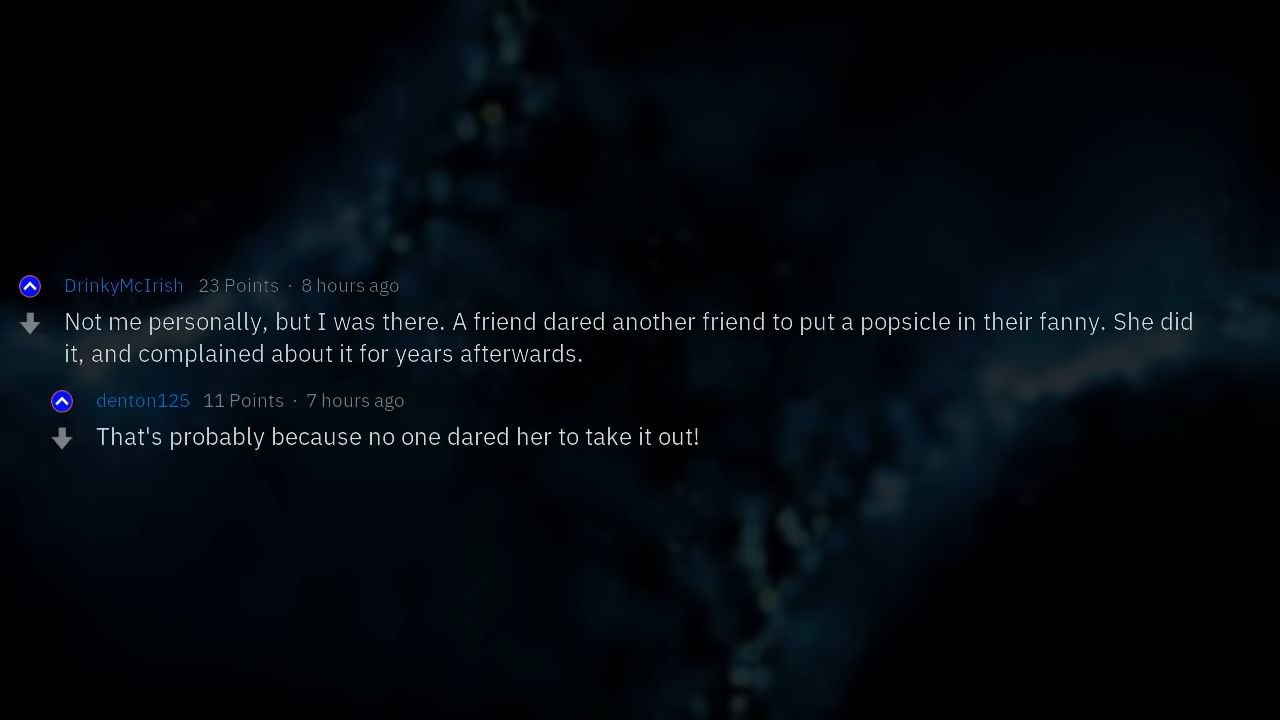 DrinkyMcIrish 23 Points · 8 hours ago
Not me personally, but I was there. A friend dared another friend to put a popsicle in their fanny. She did
it, and complained about it for years afterwards.
denton125 11 Points · 7 hours ago
That's probably because no one dared her to take it out!